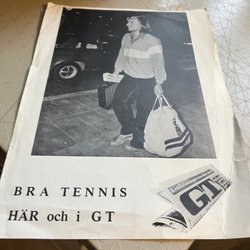 BRA TENNIS
HÄR och i GT
GT